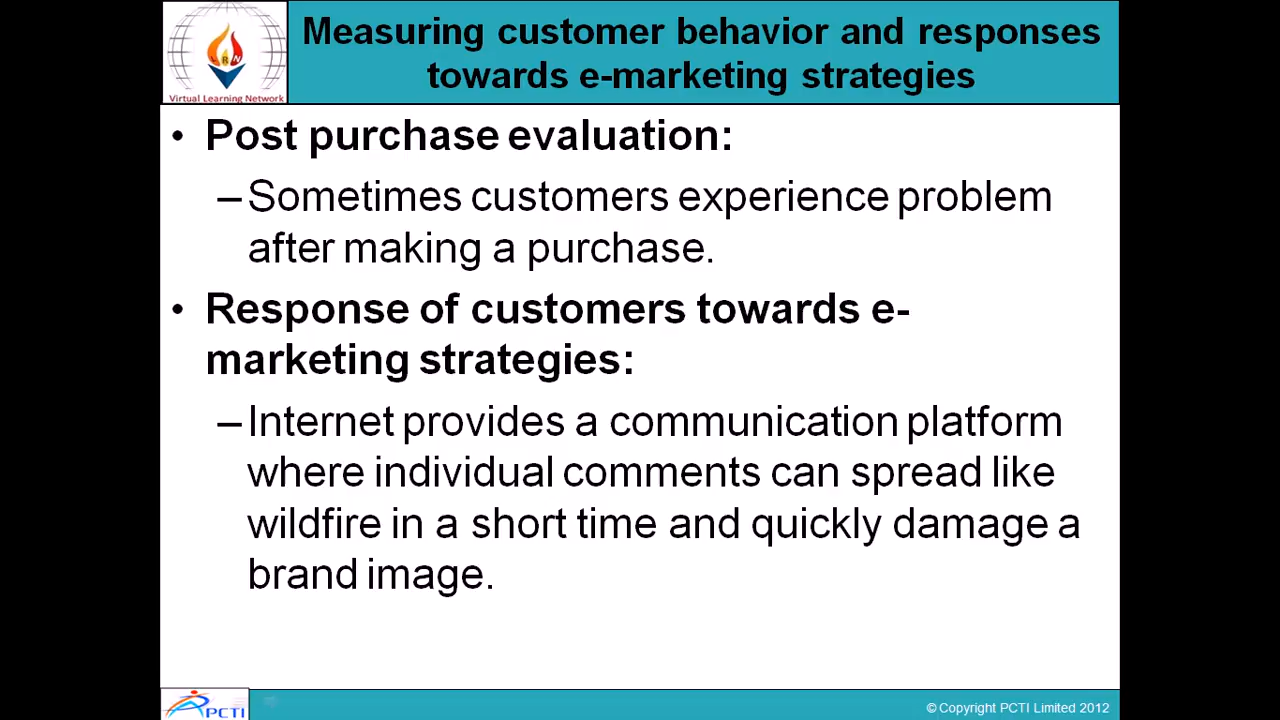 Measuring customer behavior and responses
towards e-marketing strategies
LRN
Virtual Learning Network
• Post purchase evaluation:
–Sometimes customers experience problem
after making a purchase.
• Response of customers towards e-
marketing strategies:
–Internet provides a communication platform
where individual comments can spread like
wildfire in a short time and quickly damage a
brand image.
PCTI
© Copyright PCTI Limited 2012